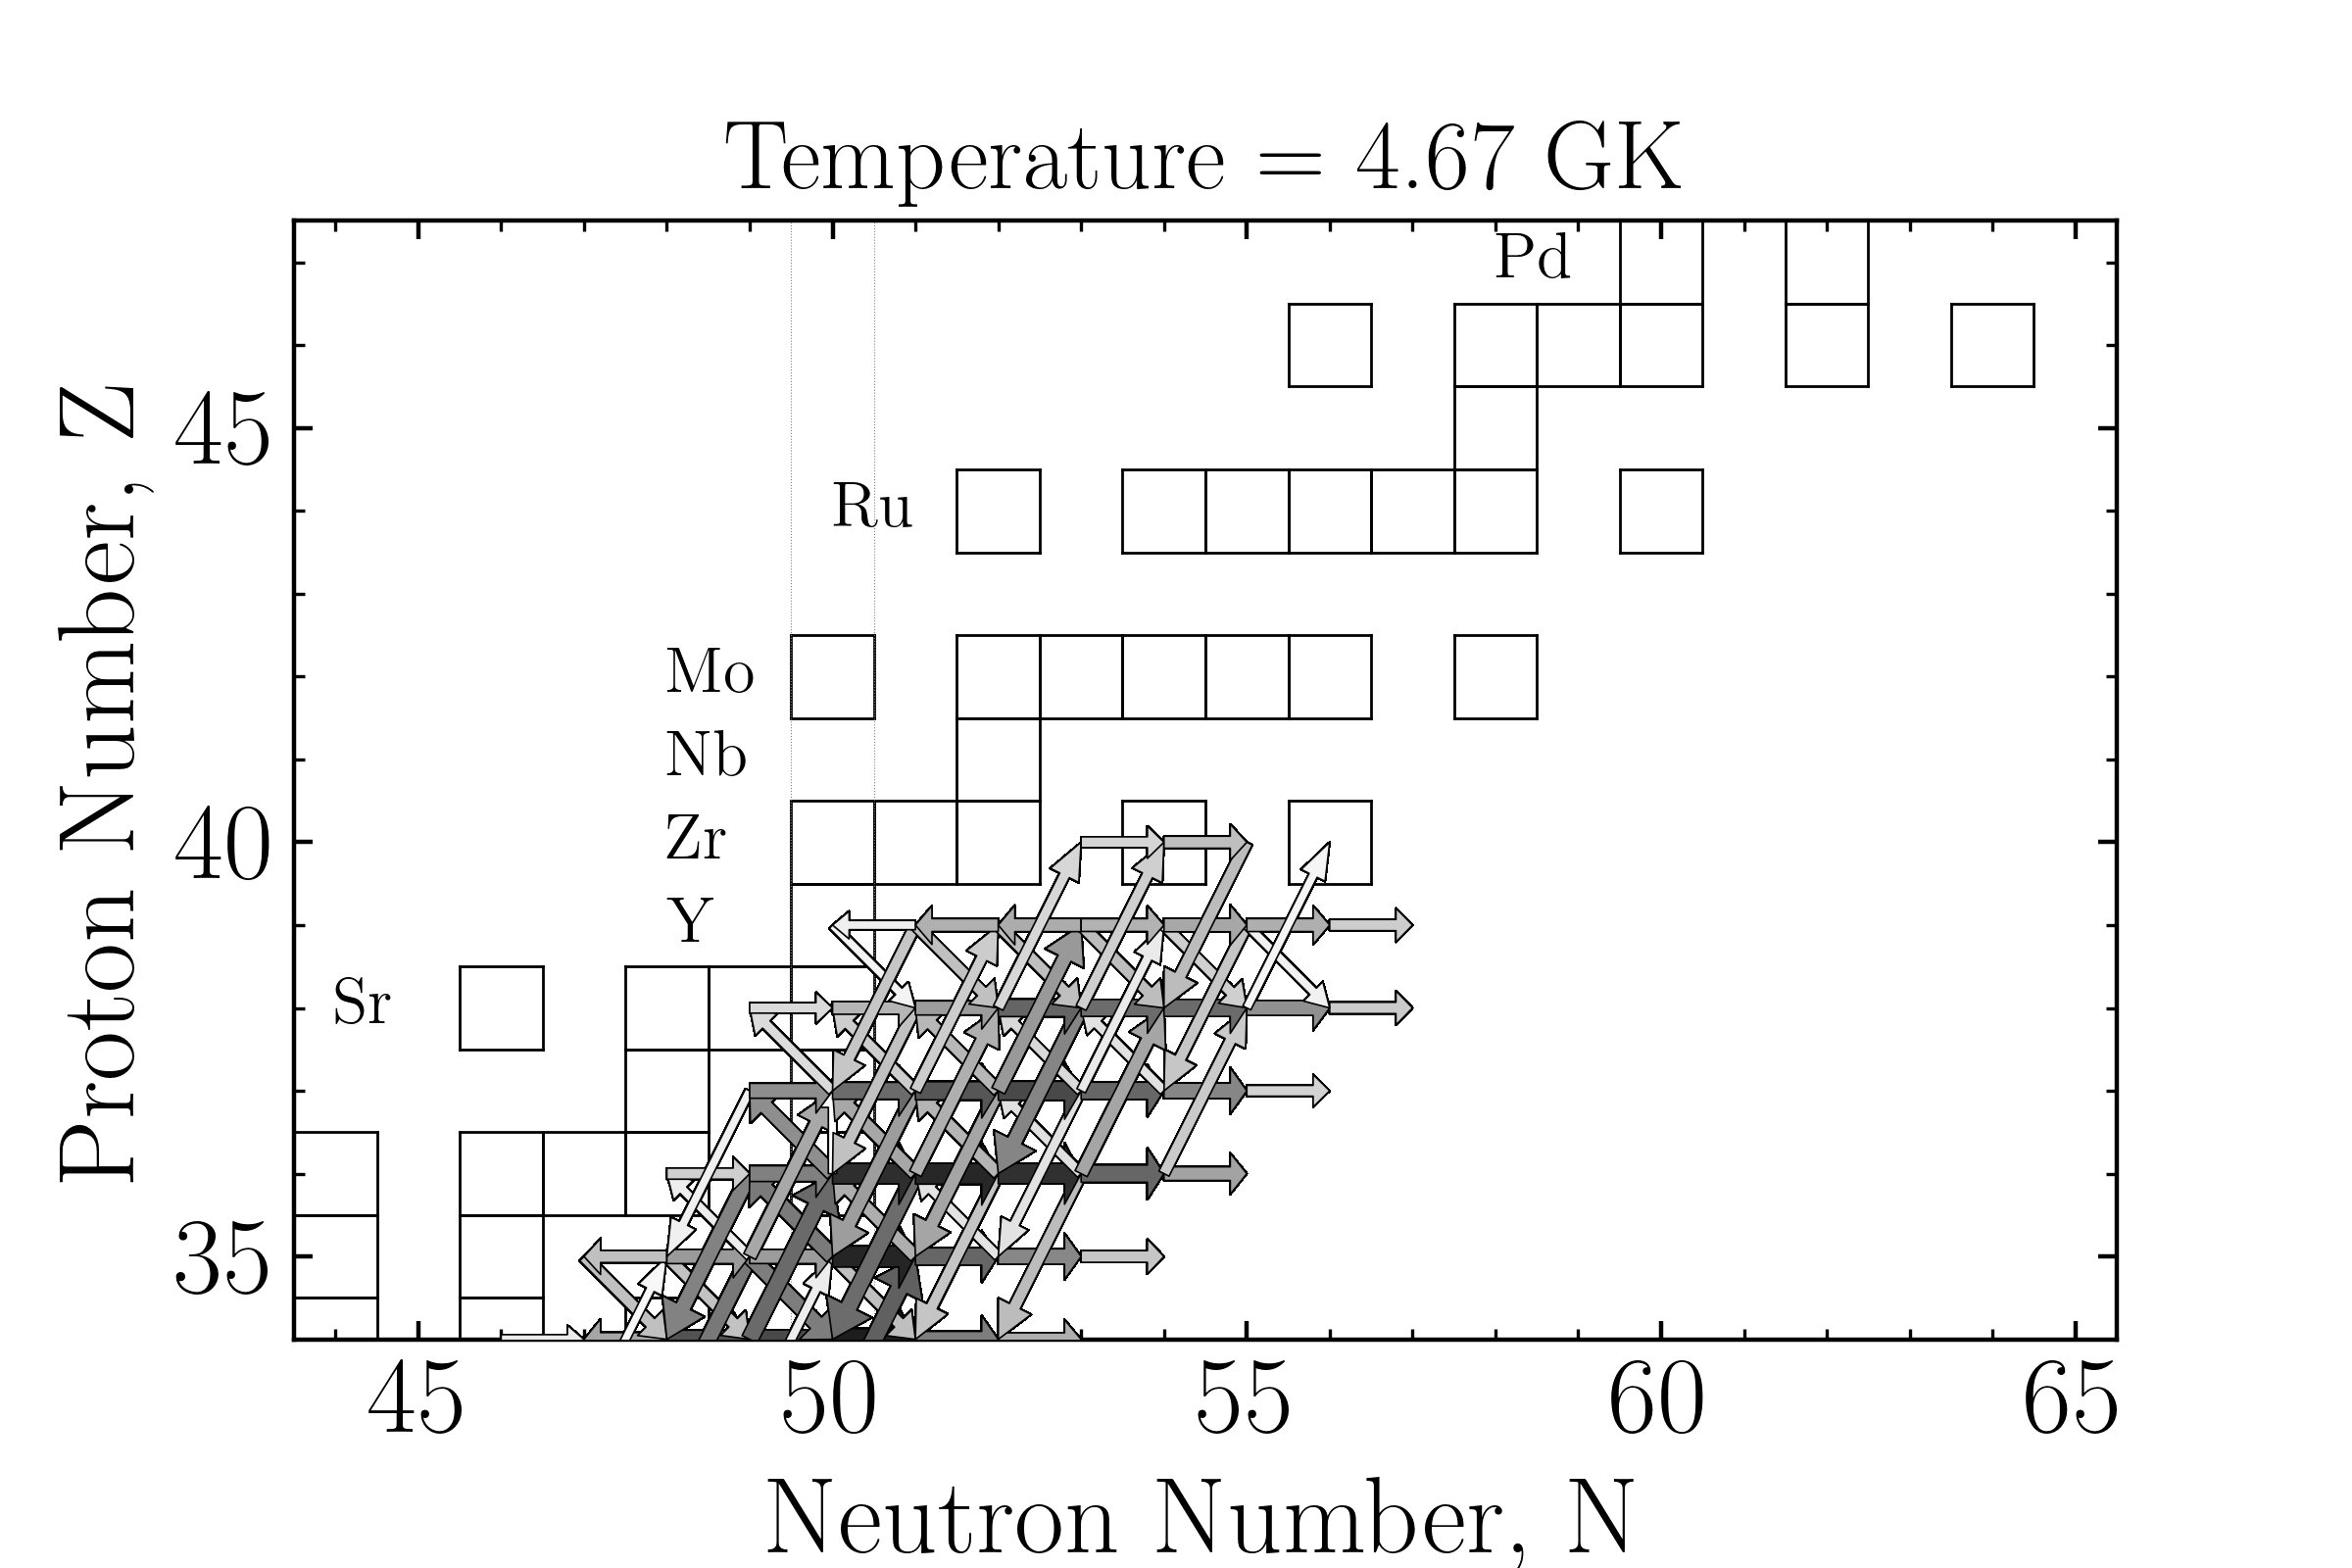 Temperature = 4.67 GK
Pd
45
Ru
Mo
Nb
Zr
40
Y
Sr
35
Proton Number, Z
45 50 55 60 65
Neutron Number, N